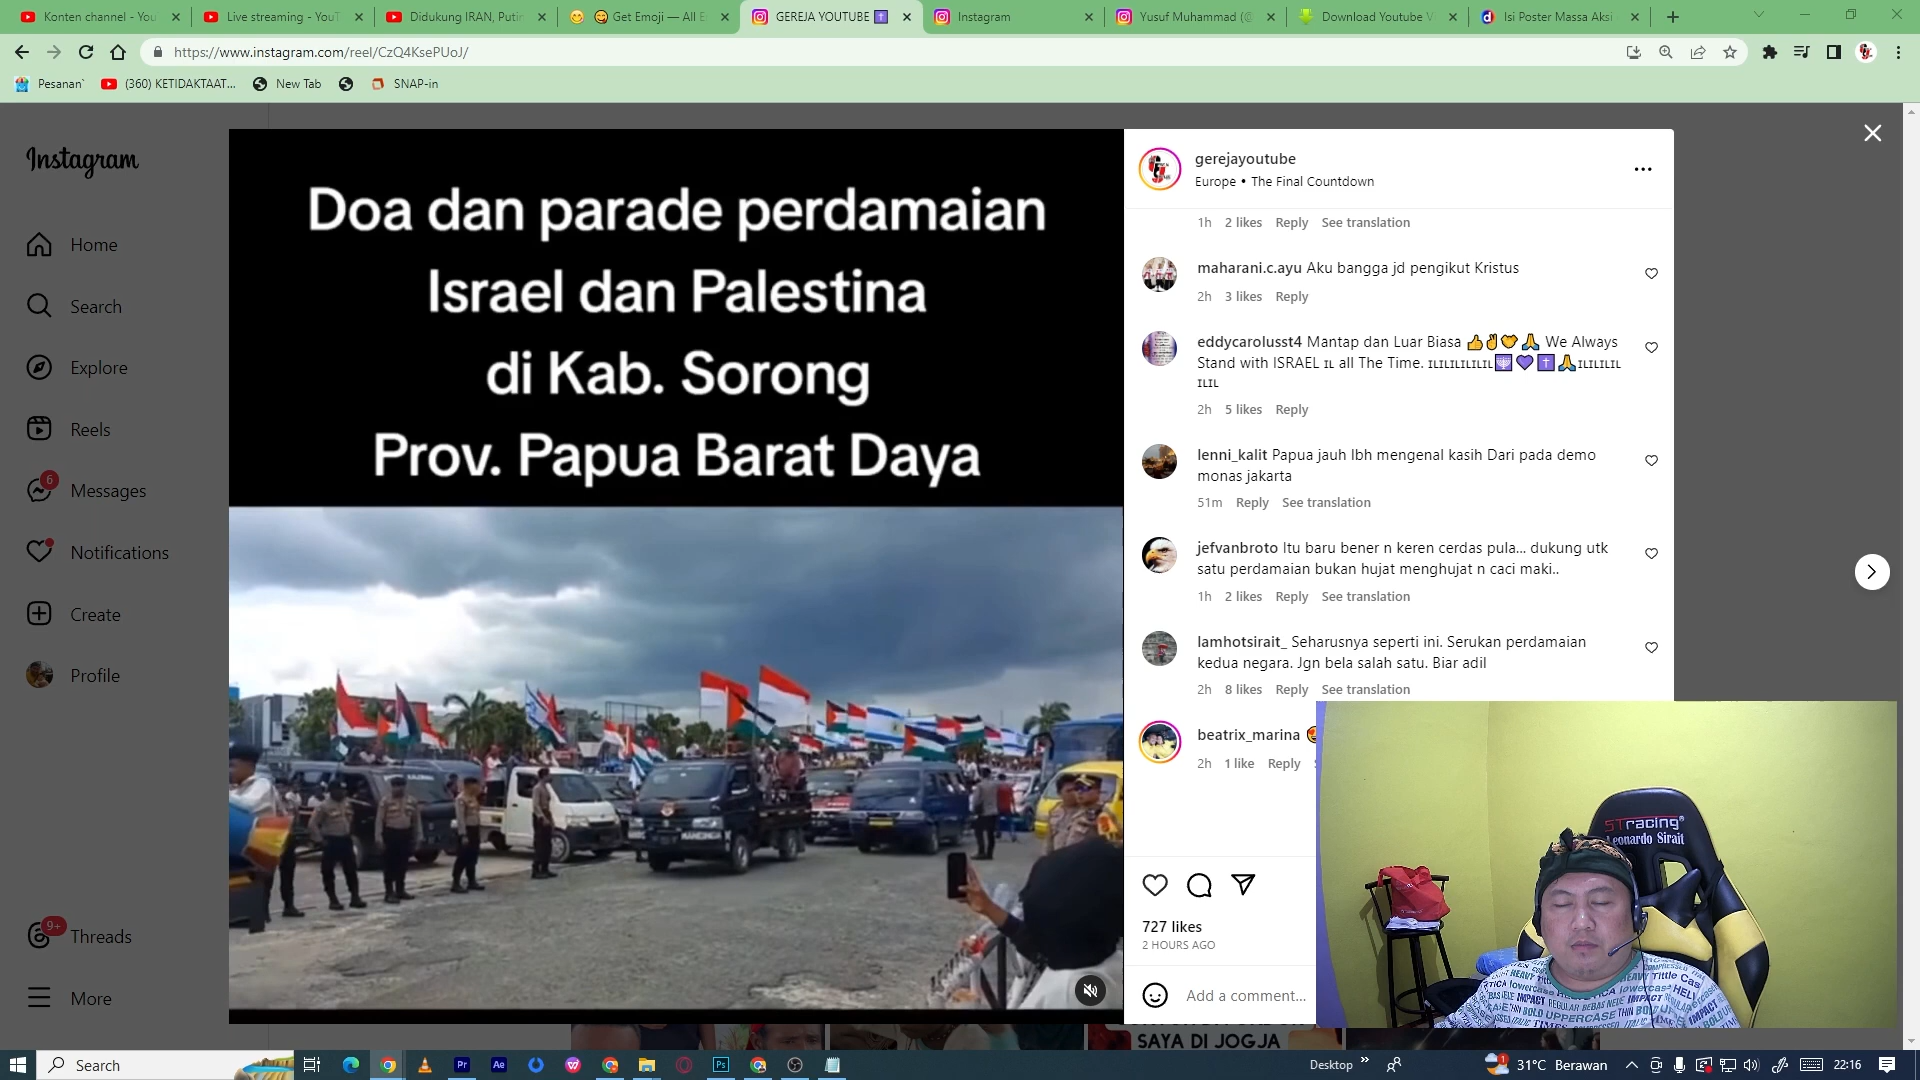 Konten channel - You
Live streaming - YouT
Didukung IRAN, Putin
Get Emoji — All E
GEREJA YOUTUBE
Instagram
Yusuf Muhammad (@
Download Youtube V
Isi Poster Massa Aksi
https://www.instagram.com/reel/CzQ4KsePUoJ/
Pesanan`
(360) KETIDAKTAAT...
New Tab
SNAP-in
Instagram
Home
Search
Explore
Reels
6
Messages
Notifications
Create
Profile
9+
Threads
More
Doa dan parade perdamaian
Israel dan Palestina
di Kab. Sorong
Prov. Papua Barat Daya
gerejayoutube
Europe • The Final Countdown
1h 2 likes Reply See translation
maharani.c.ayu Aku bangga jd pengikut Kristus
2h 3 likes Reply
eddycarolusst4 Mantap dan Luar Biasa 👍✌🤝🙏 We Always
Stand with ISRAEL 🇮🇱 all The Time. 🇮🇱🇮🇱🇮🇱🇮🇱🇮🇱🕎💜✝️🙏🇮🇱🇮🇱🇮🇱
🇮🇱🇮🇱
2h 5 likes Reply
lenni_kalit Papua jauh lbh mengenal kasih Dari pada demo
monas jakarta
51m Reply See translation
jefvanbroto Itu baru bener n keren cerdas pula... dukung utk
satu perdamaian bukan hujat menghujat n caci maki..
1h 2 likes Reply See translation
lamhotsirait_ Seharusnya seperti ini. Serukan perdamaian
kedua negara. Jgn bela salah satu. Biar adil
2h 8 likes Reply See translation
beatrix_marina
2h 1 like Reply
727 likes
2 HOURS AGO
Add a comment...
STracing
Leonardo Sirait
SAYA DI JOGJA
Search
Desktop
31°C Berawan
22:16